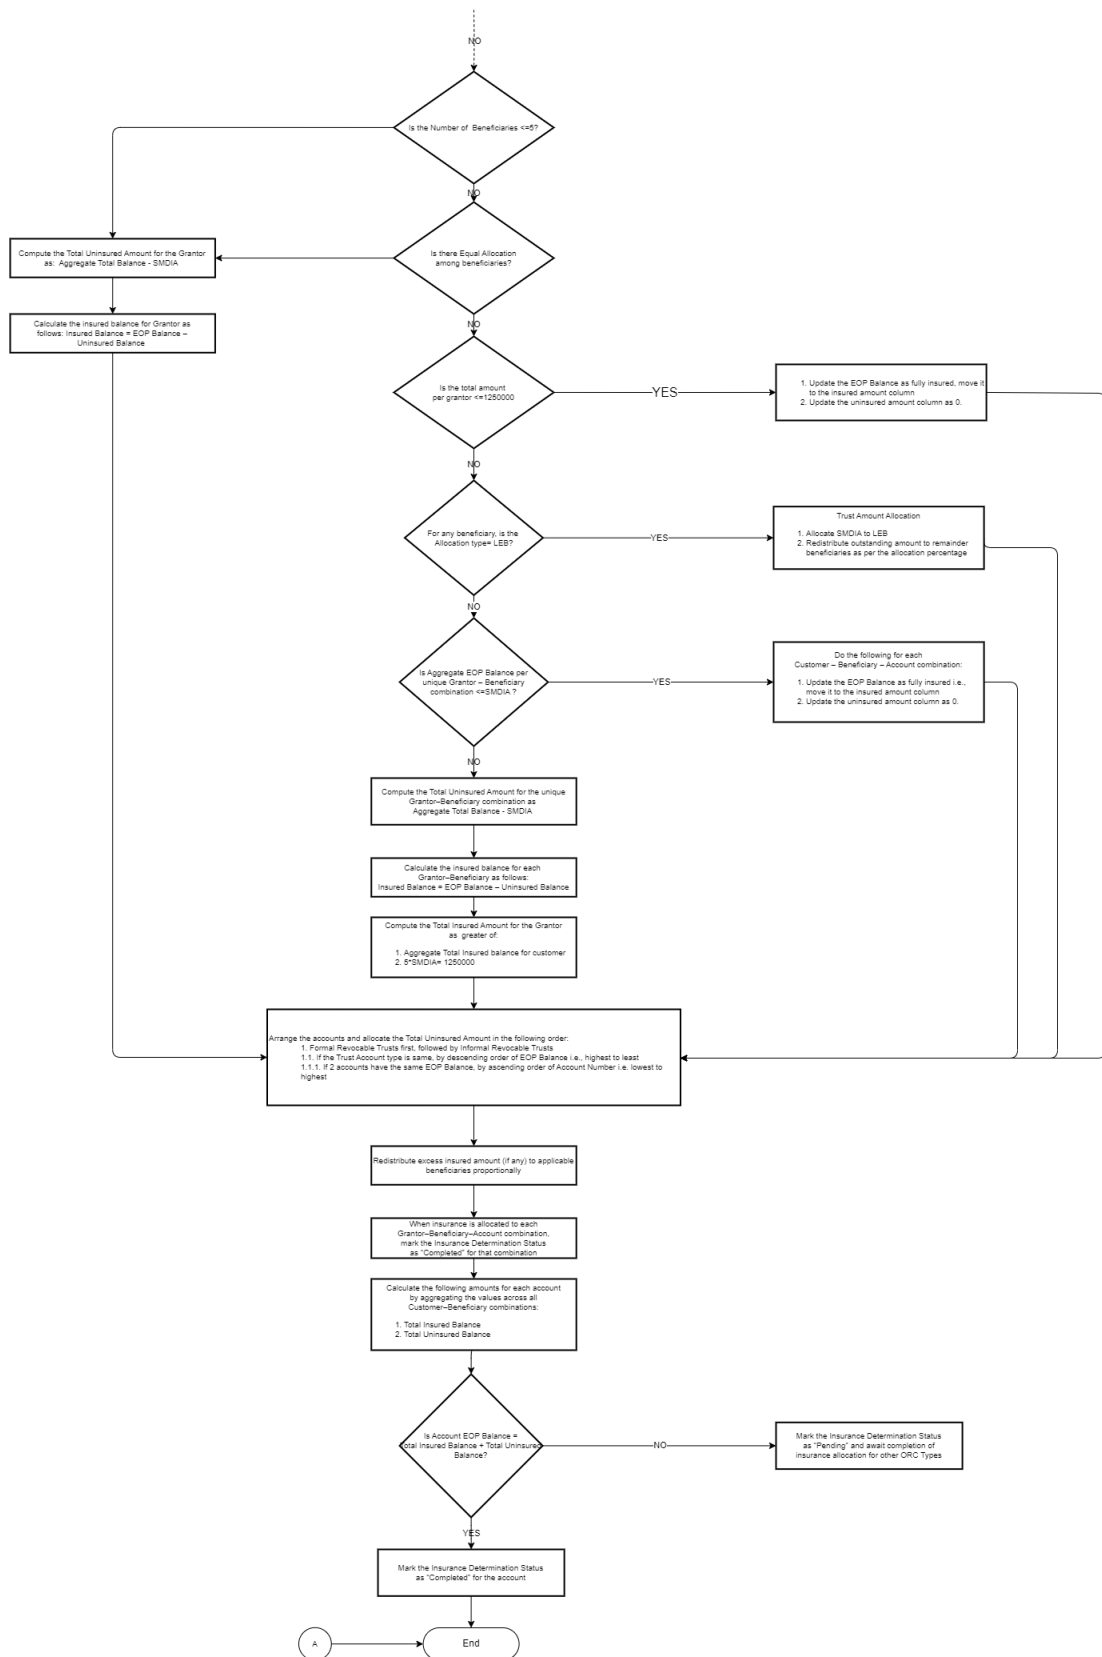 NO
Is the Number of Beneficiaries <=5?
NO
Compute the Total Uninsured Amount for the Grantor
as: Aggregate Total Balance - SMDIA
Is there Equal Allocation
among beneficiaries?
Calculate the insured balance for Grantor as
follows: Insured Balance = EOP Balance –
Uninsured Balance
NO
Is the total amount
per grantor <=1250000
YES
1. Update the EOP Balance as fully insured, move it
to the insured amount column
2. Update the uninsured amount column as 0.
NO
For any beneficiary, is the
Allocation type= LEB?
YES
Trust Amount Allocation
1. Allocate SMDIA to LEB
2. Redistribute outstanding amount to remainder
beneficiaries as per the allocation percentage
NO
Is Aggregate EOP Balance per
unique Grantor – Beneficiary
combination <=SMDIA ?
YES
Do the following for each
Customer – Beneficiary – Account combination:
1. Update the EOP Balance as fully insured i.e.,
move it to the insured amount column
2. Update the uninsured amount column as 0.
NO
Compute the Total Uninsured Amount for the unique
Grantor–Beneficiary combination as
Aggregate Total Balance - SMDIA
Calculate the insured balance for each
Grantor–Beneficiary as follows:
Insured Balance = EOP Balance – Uninsured Balance
Compute the Total Insured Amount for the Grantor
as greater of:
1. Aggregate Total Insured balance for customer
2. 5*SMDIA= 1250000
Arrange the accounts and allocate the Total Uninsured Amount in the following order:
1. Formal Revocable Trusts first, followed by Informal Revocable Trusts
1.1. If the Trust Account type is same, by descending order of EOP Balance i.e., highest to least
1.1.1. If 2 accounts have the same EOP Balance, by ascending order of Account Number i.e. lowest to
highest
Redistribute excess insured amount (if any) to applicable
beneficiaries proportionally
When insurance is allocated to each
Grantor–Beneficiary–Account combination,
mark the Insurance Determination Status
as "Completed" for that combination
Calculate the following amounts for each account
by aggregating the values across all
Customer–Beneficiary combinations:
1. Total Insured Balance
2. Total Uninsured Balance
Is Account EOP Balance =
Total Insured Balance + Total Uninsured
Balance?
NO
Mark the Insurance Determination Status
as "Pending" and await completion of
insurance allocation for other ORC Types
YES
Mark the Insurance Determination Status
as "Completed" for the account
A
End